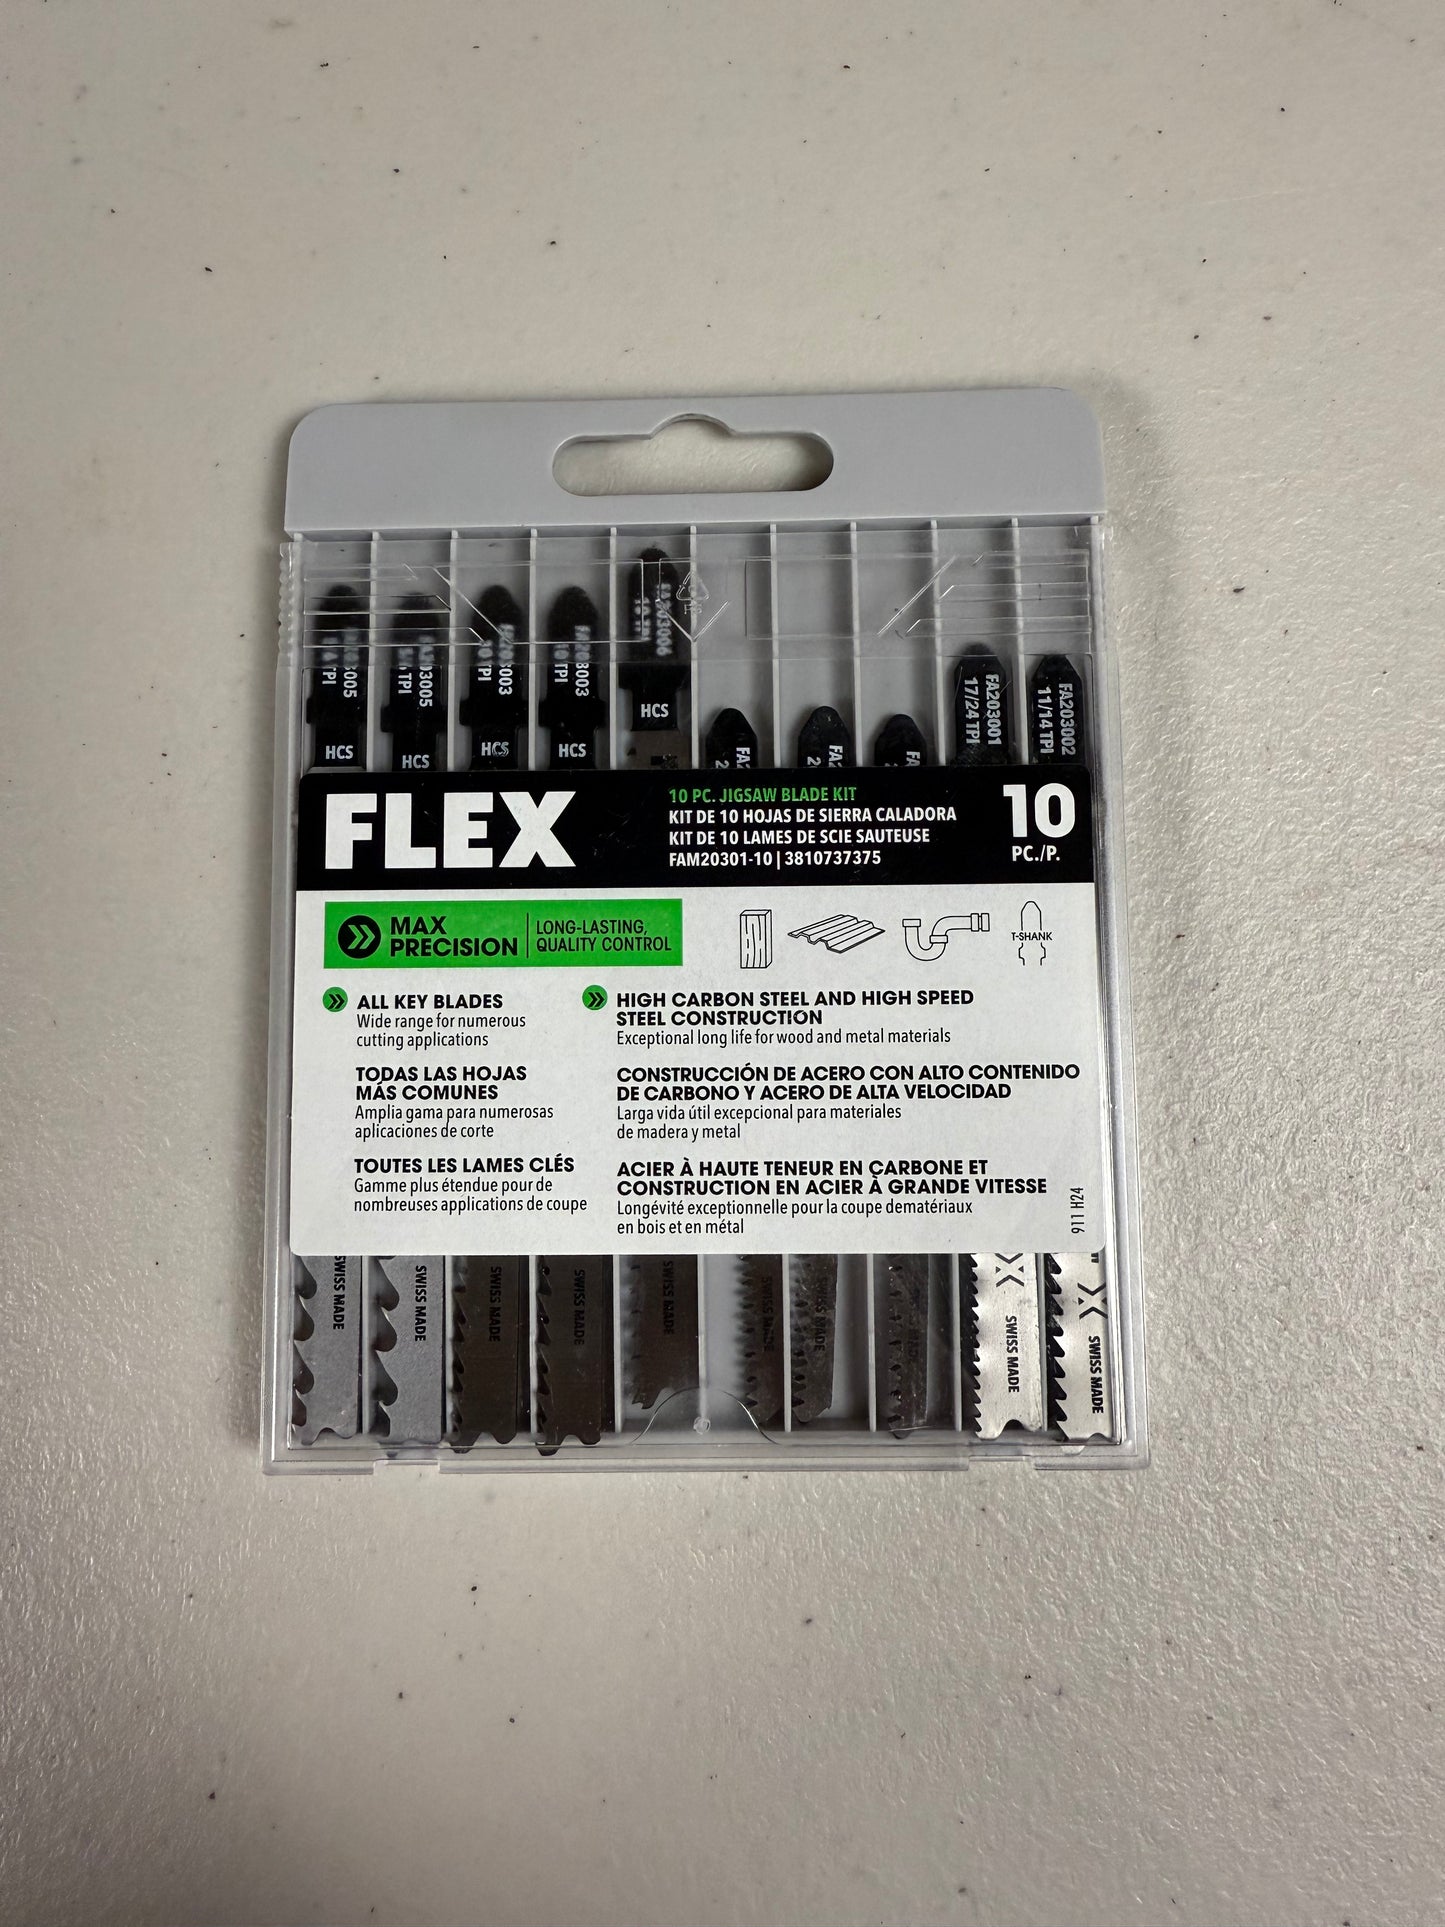 HCS
HCS
HCS
HCS
HCS
FA203003
FA203006
FA203001
17/24 TPI
FA203002
11/14 TPI
FLEX
10 PC. JIGSAW BLADE KIT
KIT DE 10 HOJAS DE SIERRA CALADORA
KIT DE 10 LAMES DE SCIE SAUTEUSE
FAM20301-10 | 3810737375
10
PC./P.
MAX
PRECISION
LONG-LASTING,
QUALITY CONTROL
T-SHANK
ALL KEY BLADES
Wide range for numerous
cutting applications
TODAS LAS HOJAS
MÁS COMUNES
Amplia gama para numerosas
aplicaciones de corte
TOUTES LES LAMES CLÉS
Gamme plus étendue pour de
nombreuses applications de coupe
HIGH CARBON STEEL AND HIGH SPEED
STEEL CONSTRUCTION
Exceptional long life for wood and metal materials
CONSTRUCCIÓN DE ACERO CON ALTO CONTENIDO
DE CARBONO Y ACERO DE ALTA VELOCIDAD
Larga vida útil excepcional para materiales
de madera y metal
ACIER À HAUTE TENEUR EN CARBONE ET
CONSTRUCTION EN ACIER À GRANDE VITESSE
Longévité exceptionnelle pour la coupe dematériaux
en bois et en métal
911 H24
SWISS MADE
SWISS MADE
SWISS MADE
SWISS MADE
SWISS MADE
SWISS MADE
SWISS MADE
SWISS MADE
SWISS MADE